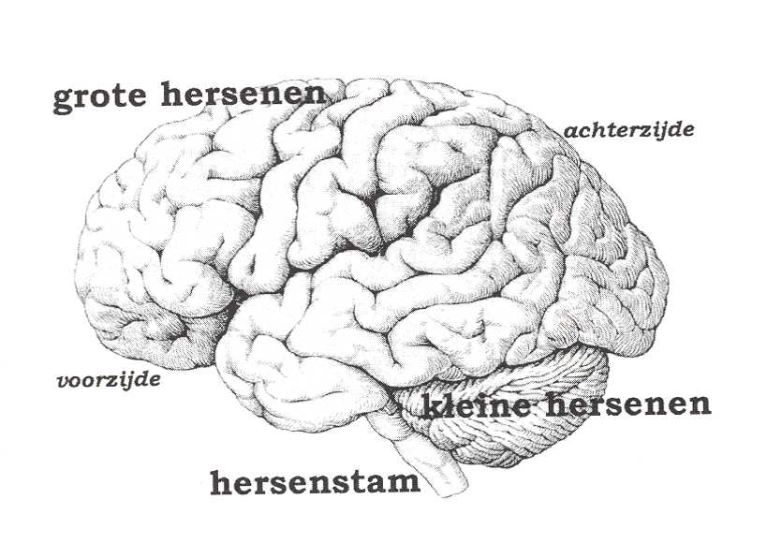 grote hersenen
achterzijde
voorzijde
kleine hersenen
hersenstam